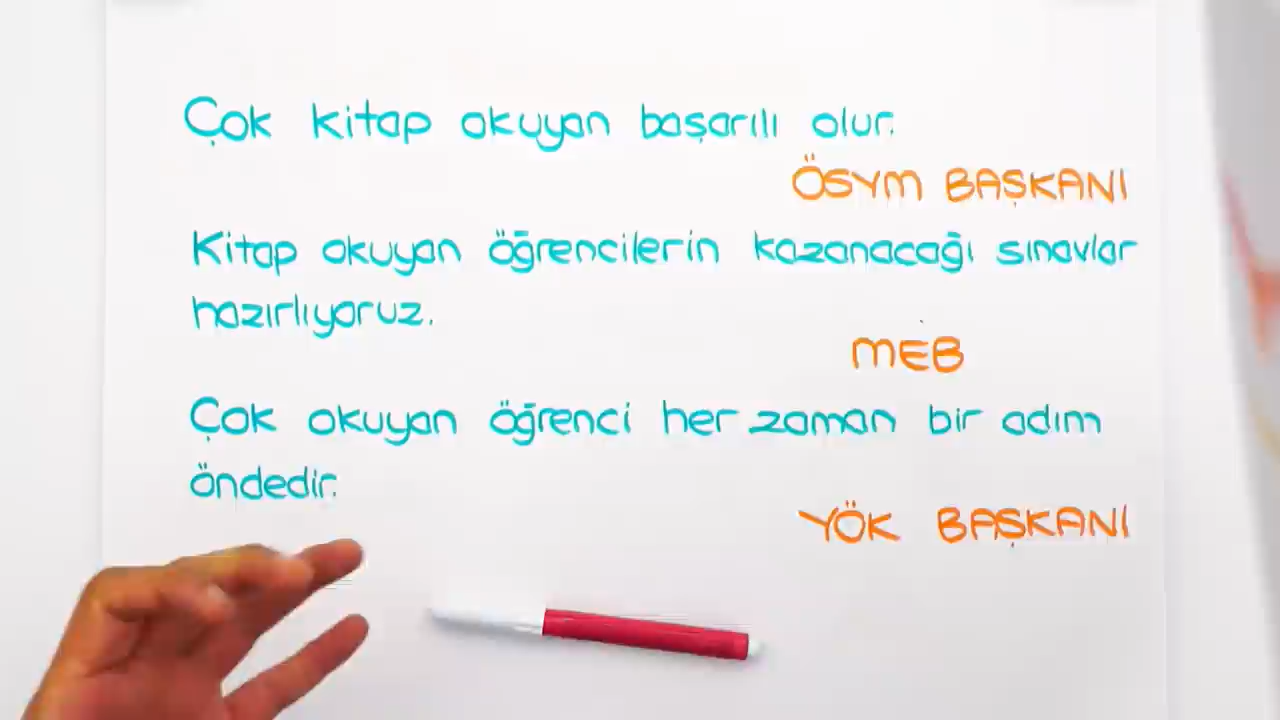 Çok kitap okuyan başarılı olur.
ÖSYM BAŞKANI
Kitap okuyan öğrencilerin kazanacağı sınavlar
hazırlıyoruz.
MEB
Çok okuyan öğrenci her zaman bir adım
öndedir.
YÖK BAŞKANI